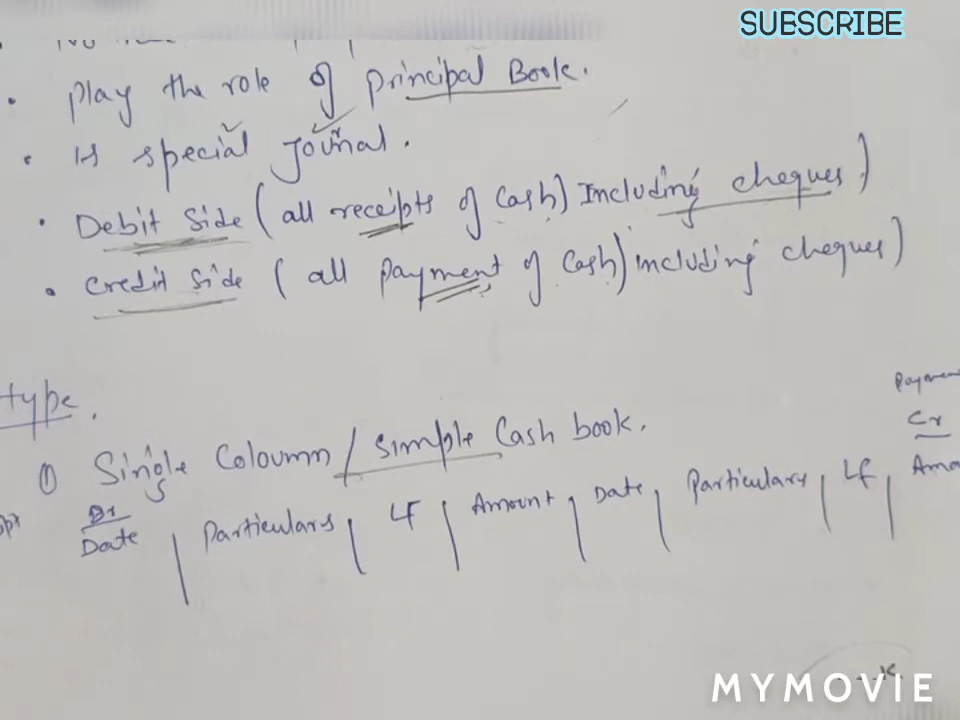 SUBSCRIBE
• Play the role of Principal Book.
• is special Journal.
• Debit Side ( all receipts of Cash) Including cheques )
• Credit Side ( all Payment of Cash) including cheques )
type.
① Single Coloumn / Simple Cash book.
Dr Cr
Date | Particulars | LF | Amount | Date | Particulars | LF |
MYMOVIE